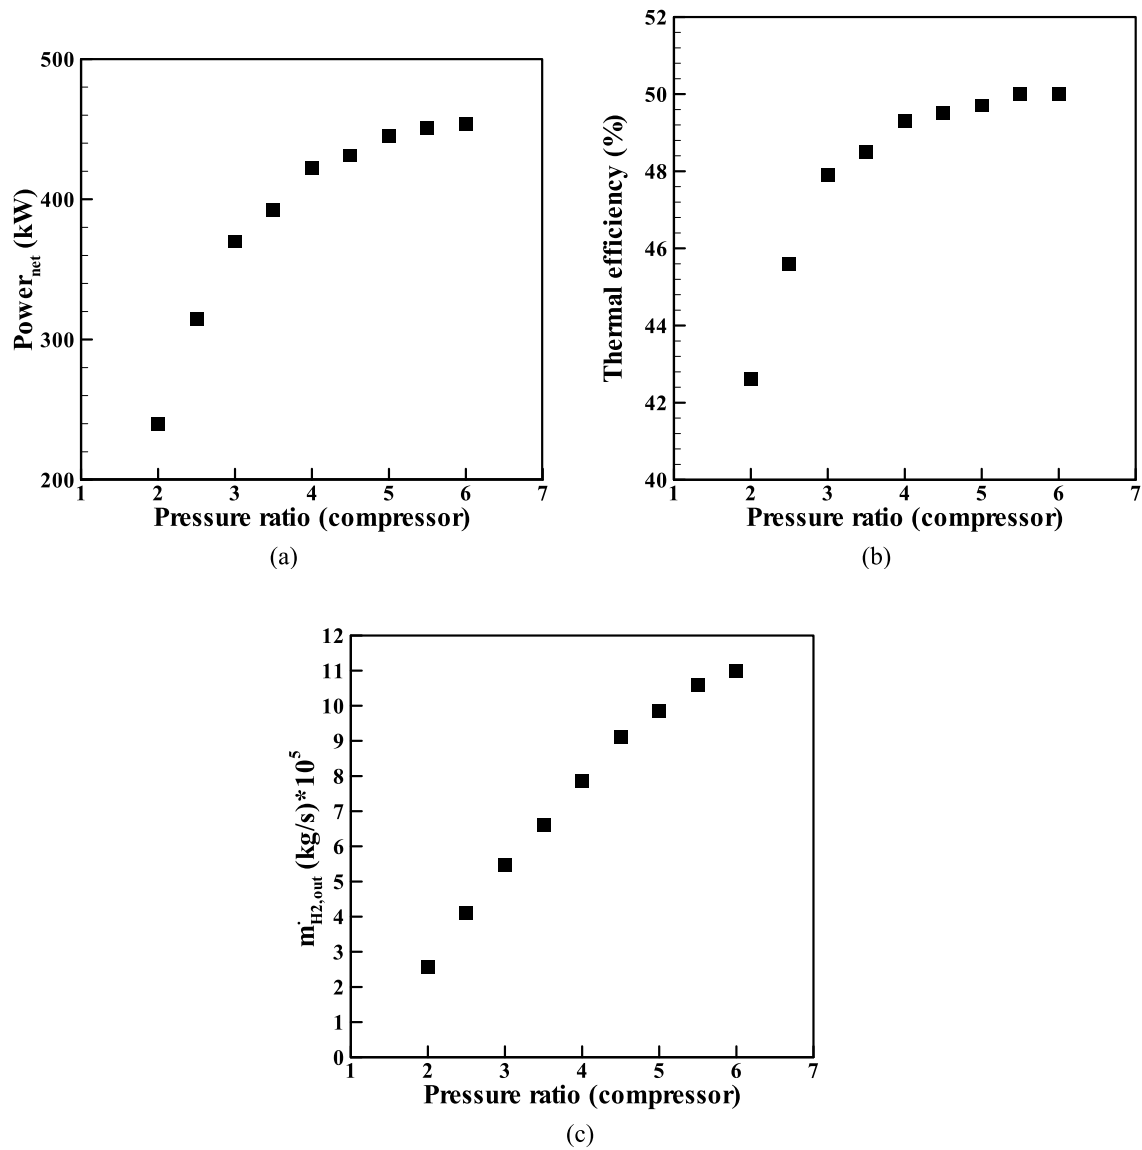 500
400
300
200
Power_net (kW)
1 2 3 4 5 6 7
Pressure ratio (compressor)
(a)
52
50
48
46
44
42
40
Thermal efficiency (%)
1 2 3 4 5 6 7
Pressure ratio (compressor)
(b)
12
11
10
9
8
7
6
5
4
3
2
1
0
ṁ_H2,out (kg/s)*10⁵
1 2 3 4 5 6 7
Pressure ratio (compressor)
(c)